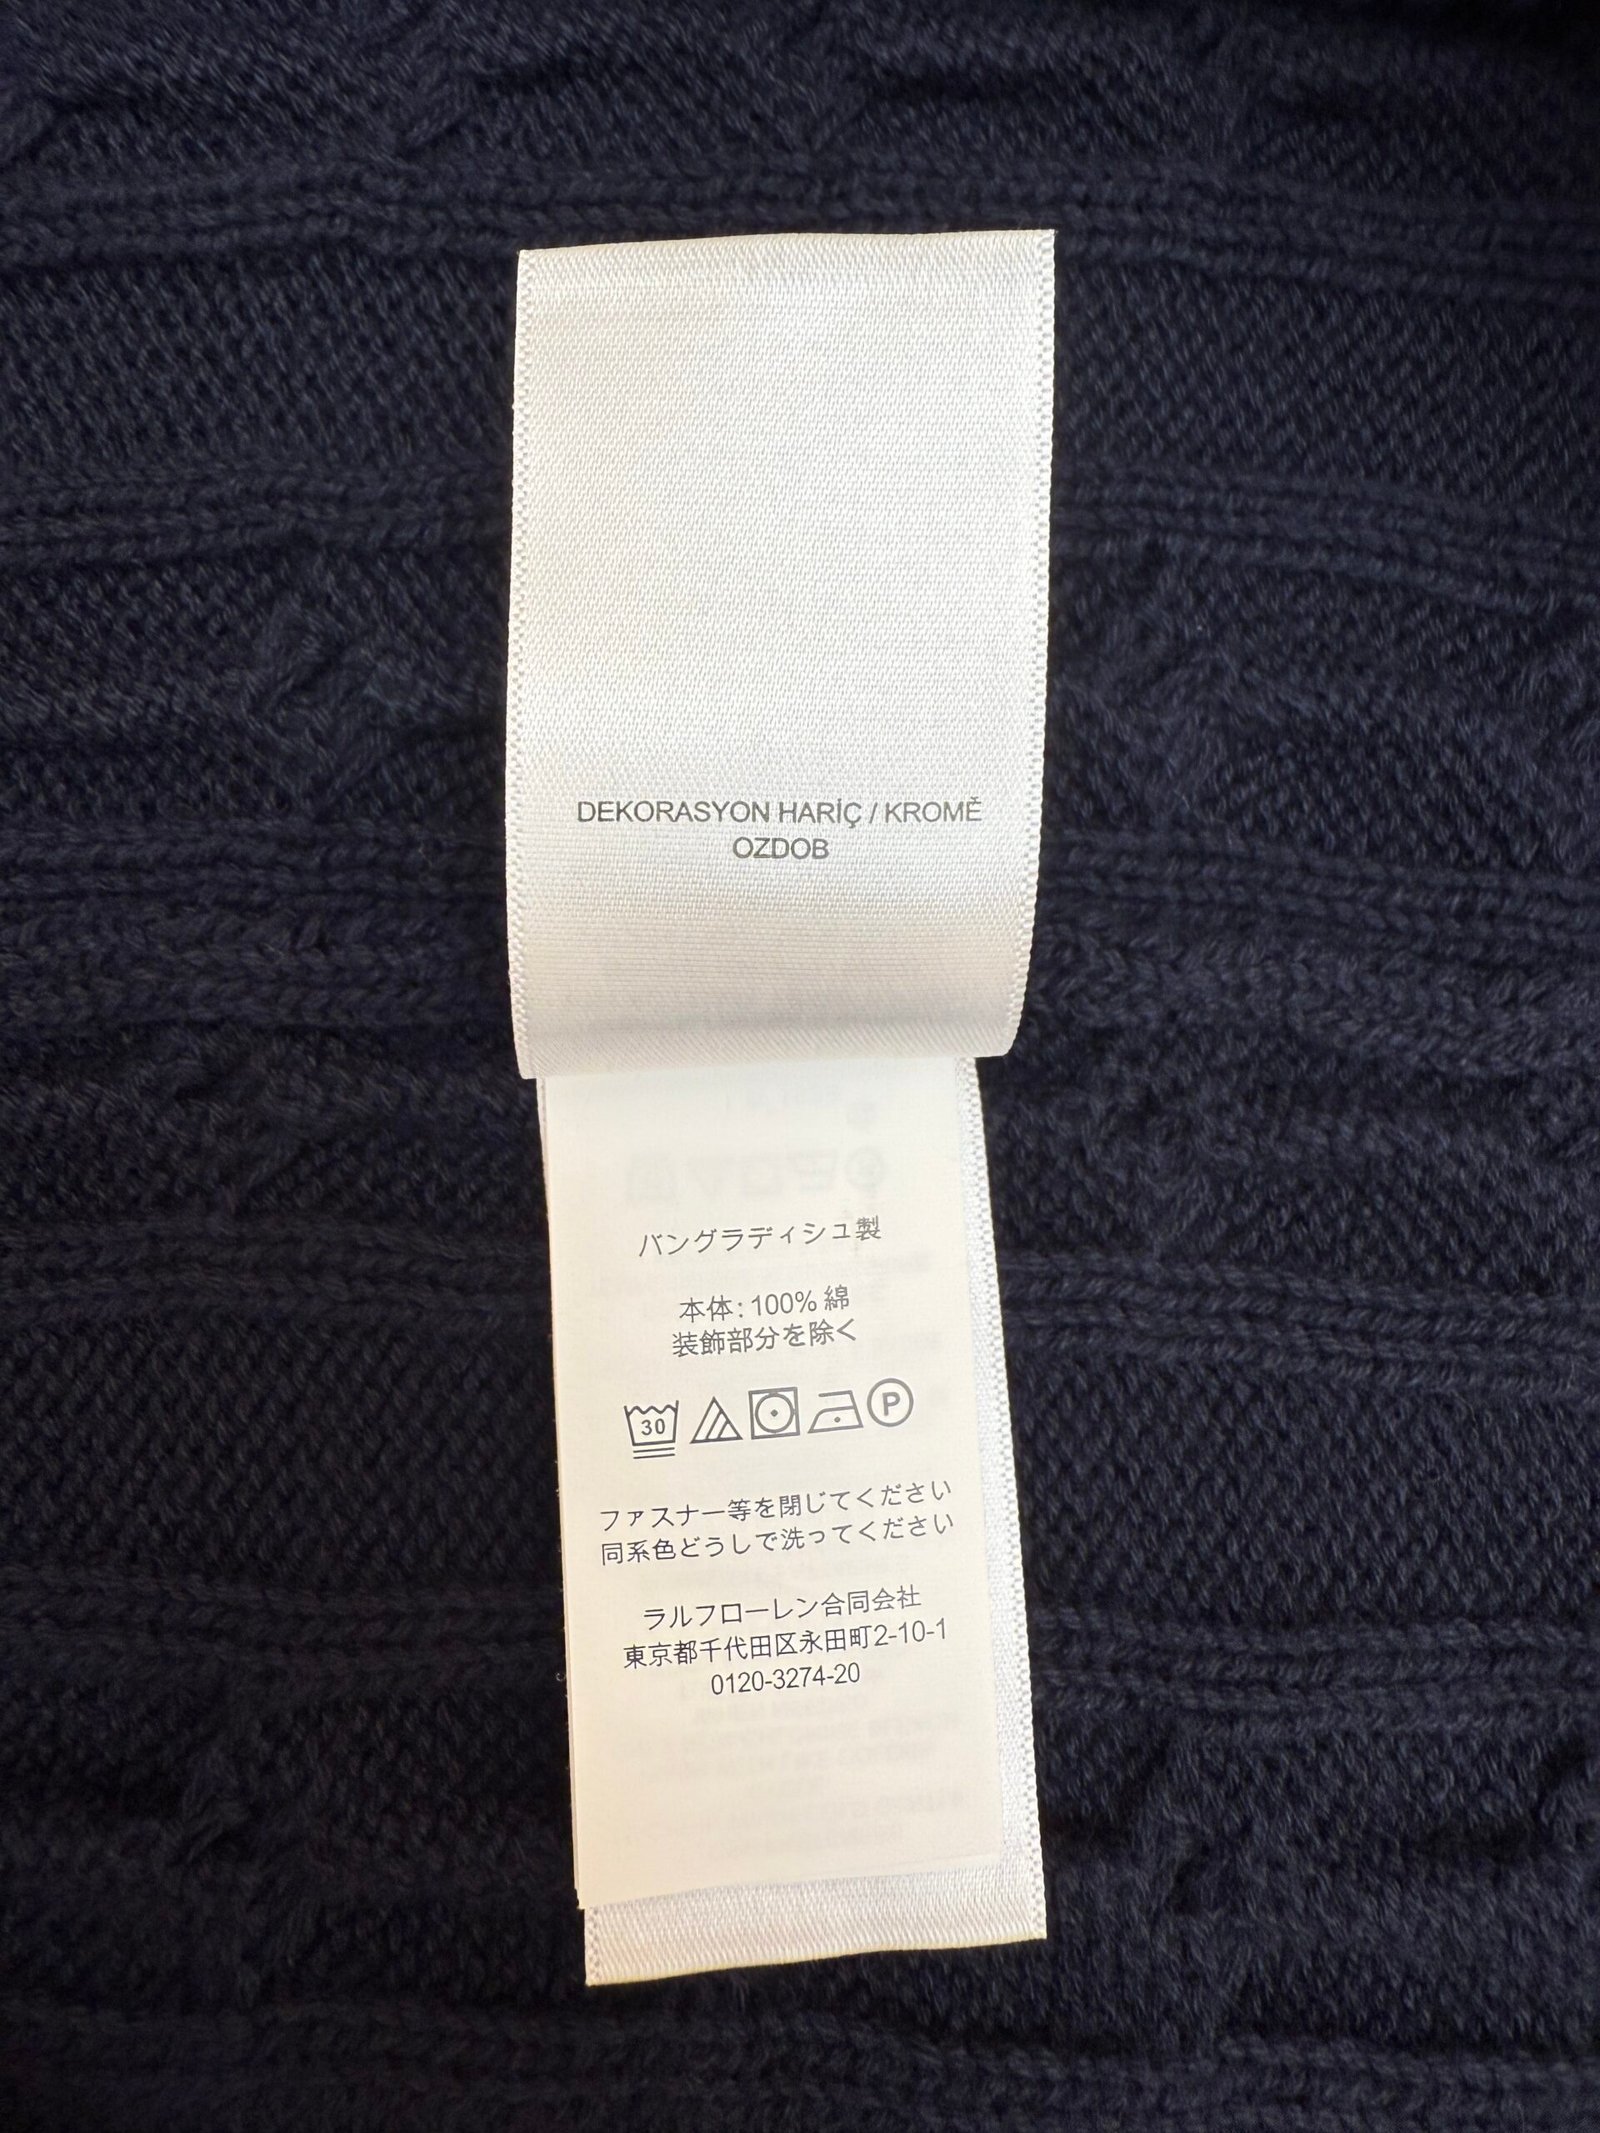 DEKORASYON HARİÇ / KROMĚ
OZDOB
バングラディシュ製
本体: 100% 綿
装飾部分を除く
30
P
ファスナー等を閉じてください
同系色どうしで洗ってください
ラルフローレン合同会社
東京都千代田区永田町2-10-1
0120-3274-20